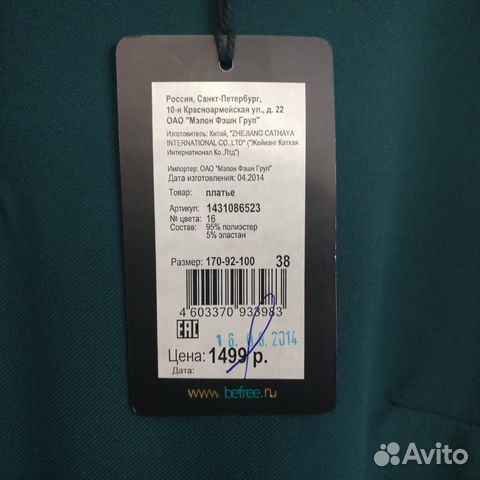 Россия, Санкт-Петербург,
10-я Красноармейская ул., д. 22
ОАО "Мэлон Фэшн Груп"
Изготовитель: Китай, "ZHEJIANG CATHAYA
INTERNATIONAL CO.,LTD" ("Жейманг Катхая
Интернатионал Ко.,Лтд")
Импортер: ОАО "Мэлон Фэшн Груп"
Дата изготовления: 04.2014
Товар: платье
Артикул: 1431086523
№ цвета: 16
Состав: 95% полиэстер
5% эластан
Размер: 170-92-100 38
4 603370 933983
EAC
16. 2014
Цена: 1499 р.
Дата:
www.befree.ru
Avito